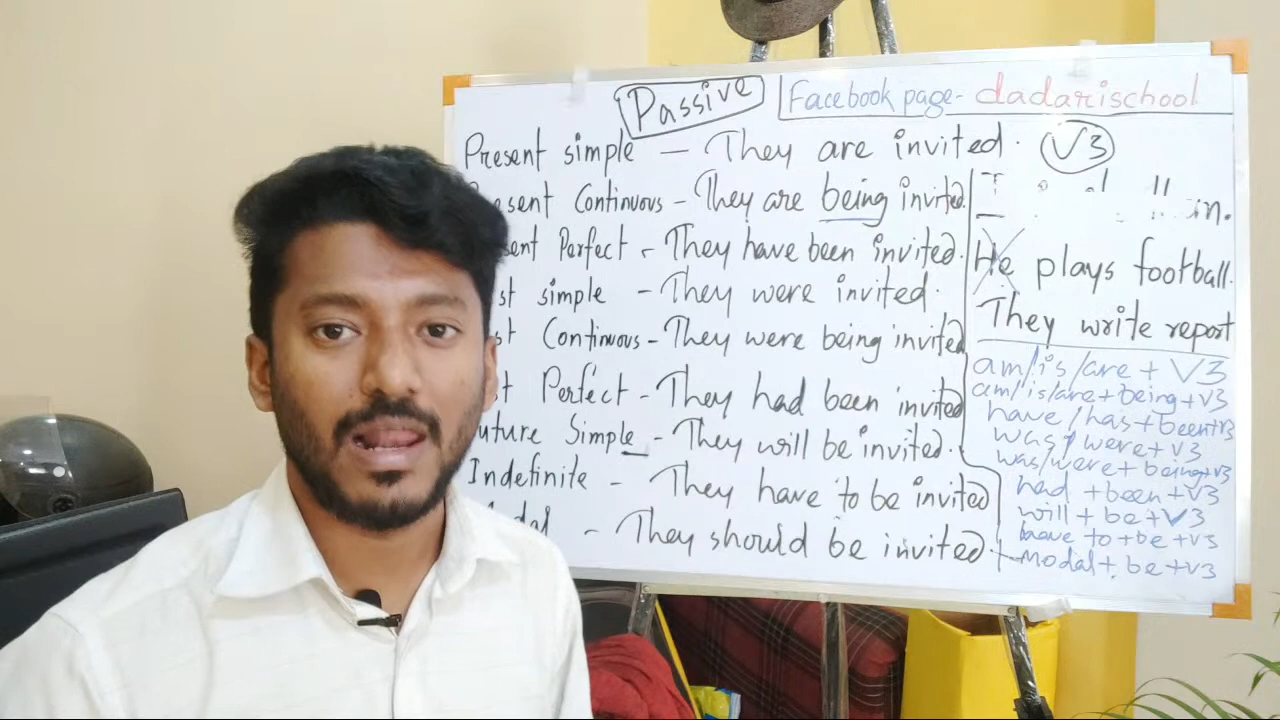 Passive
Facebook page- dadarischool
Present simple - They are invited. V3
esent Continuous - They are being invited
sent Perfect - They have been invited.
st simple - They were invited.
st Continuous - They were being invited
t Perfect - They had been invited
uture Simple - They will be invited.
Indefinite - They have to be invited
- They should be invited.
He plays football.
They write report
am/is/are + V3
am/is/are+being+V3
have/has+been+V3
was/were+V3
was/were+being+V3
had +been+V3
will+be+V3
have to+be+V3
modal+be+V3